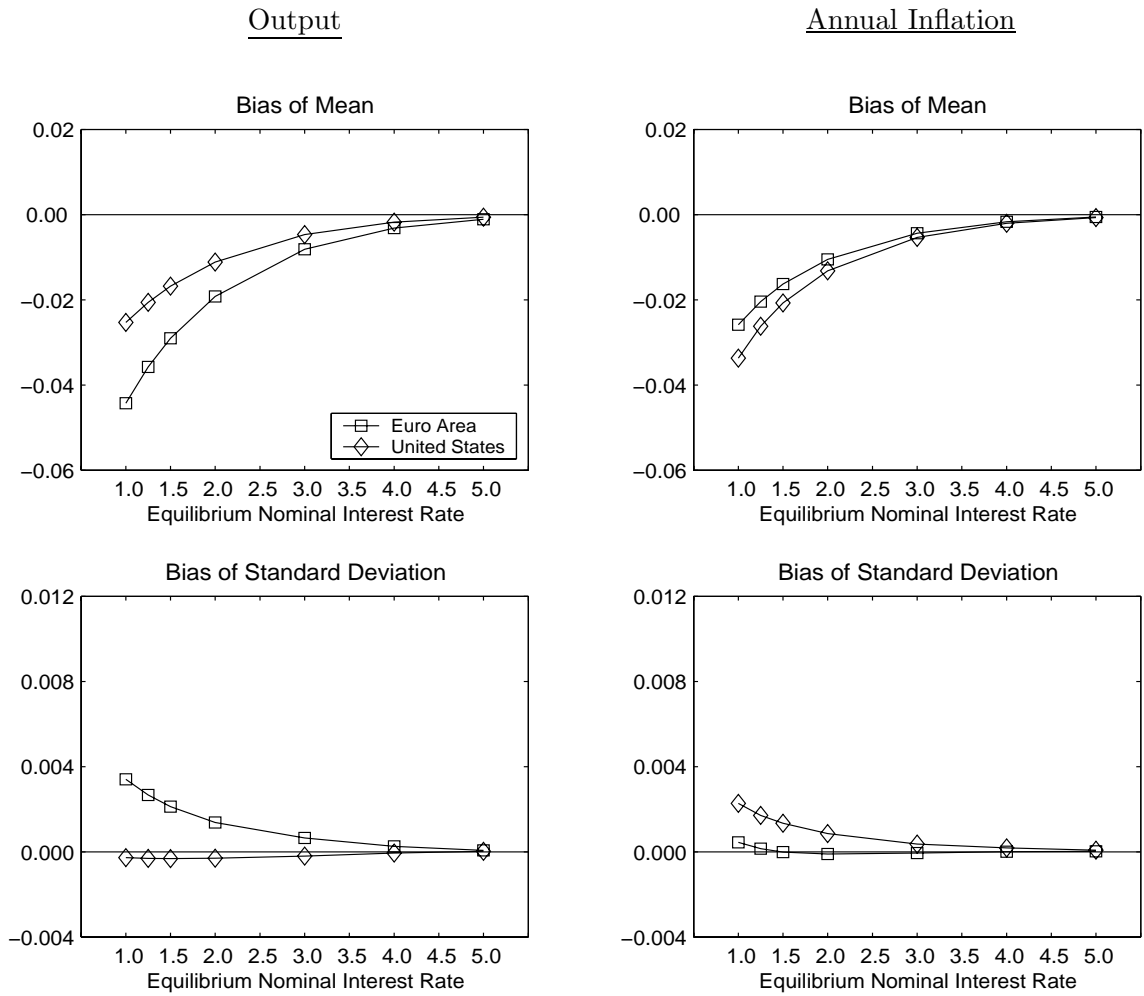 Output
Annual Inflation
Bias of Mean
0.02
0.00
−0.02
−0.04
−0.06
Euro Area
United States
1.0 1.5 2.0 2.5 3.0 3.5 4.0 4.5 5.0
Equilibrium Nominal Interest Rate
Bias of Mean
0.02
0.00
−0.02
−0.04
−0.06
1.0 1.5 2.0 2.5 3.0 3.5 4.0 4.5 5.0
Equilibrium Nominal Interest Rate
Bias of Standard Deviation
0.012
0.008
0.004
0.000
−0.004
1.0 1.5 2.0 2.5 3.0 3.5 4.0 4.5 5.0
Equilibrium Nominal Interest Rate
Bias of Standard Deviation
0.012
0.008
0.004
0.000
−0.004
1.0 1.5 2.0 2.5 3.0 3.5 4.0 4.5 5.0
Equilibrium Nominal Interest Rate